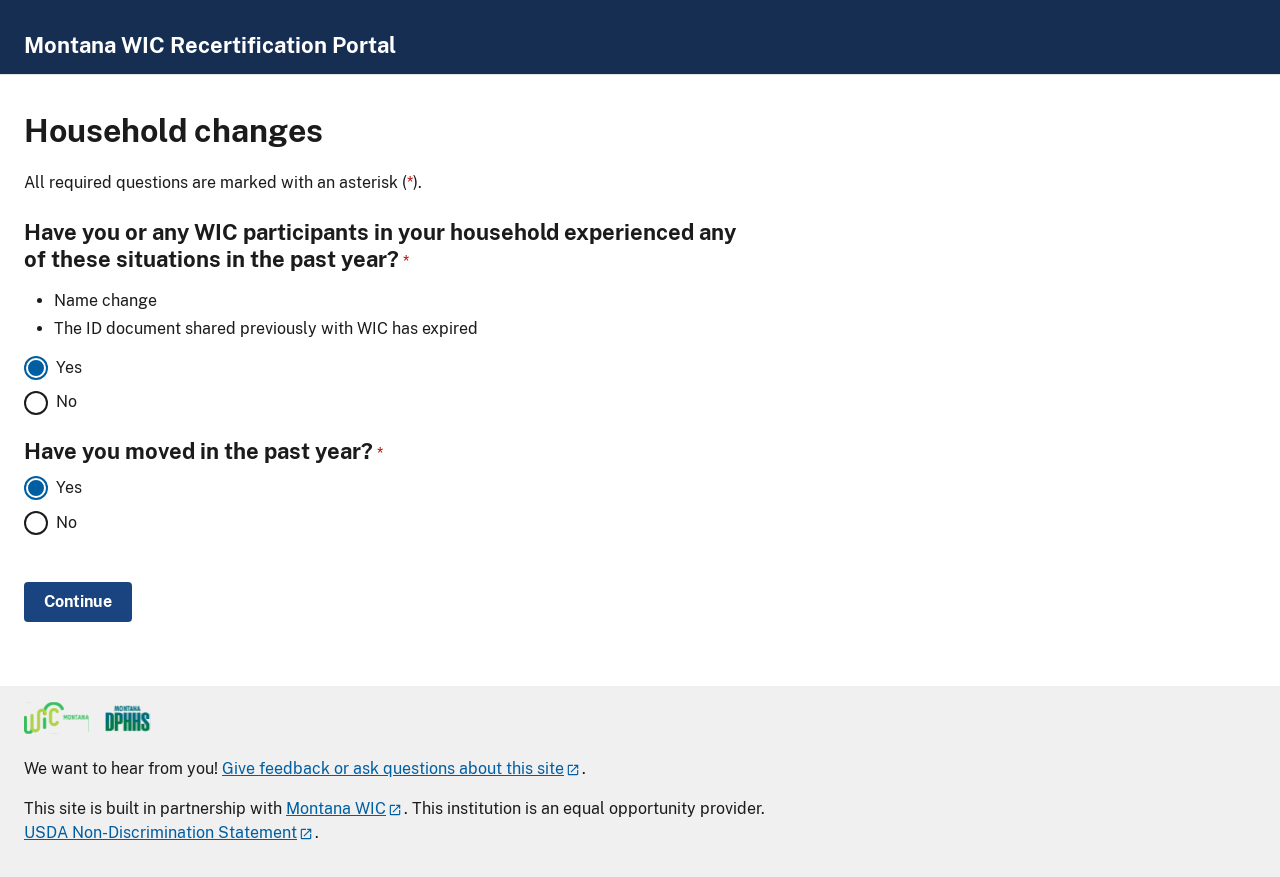 Montana WIC Recertification Portal
Household changes
All required questions are marked with an asterisk (*).
Have you or any WIC participants in your household experienced any
of these situations in the past year? *
• Name change
• The ID document shared previously with WIC has expired
Yes
No
Have you moved in the past year? *
Yes
No
Continue
WiC MONTANA
MONTANA
DPHHS
We want to hear from you! Give feedback or ask questions about this site .
This site is built in partnership with Montana WIC . This institution is an equal opportunity provider.
USDA Non-Discrimination Statement .